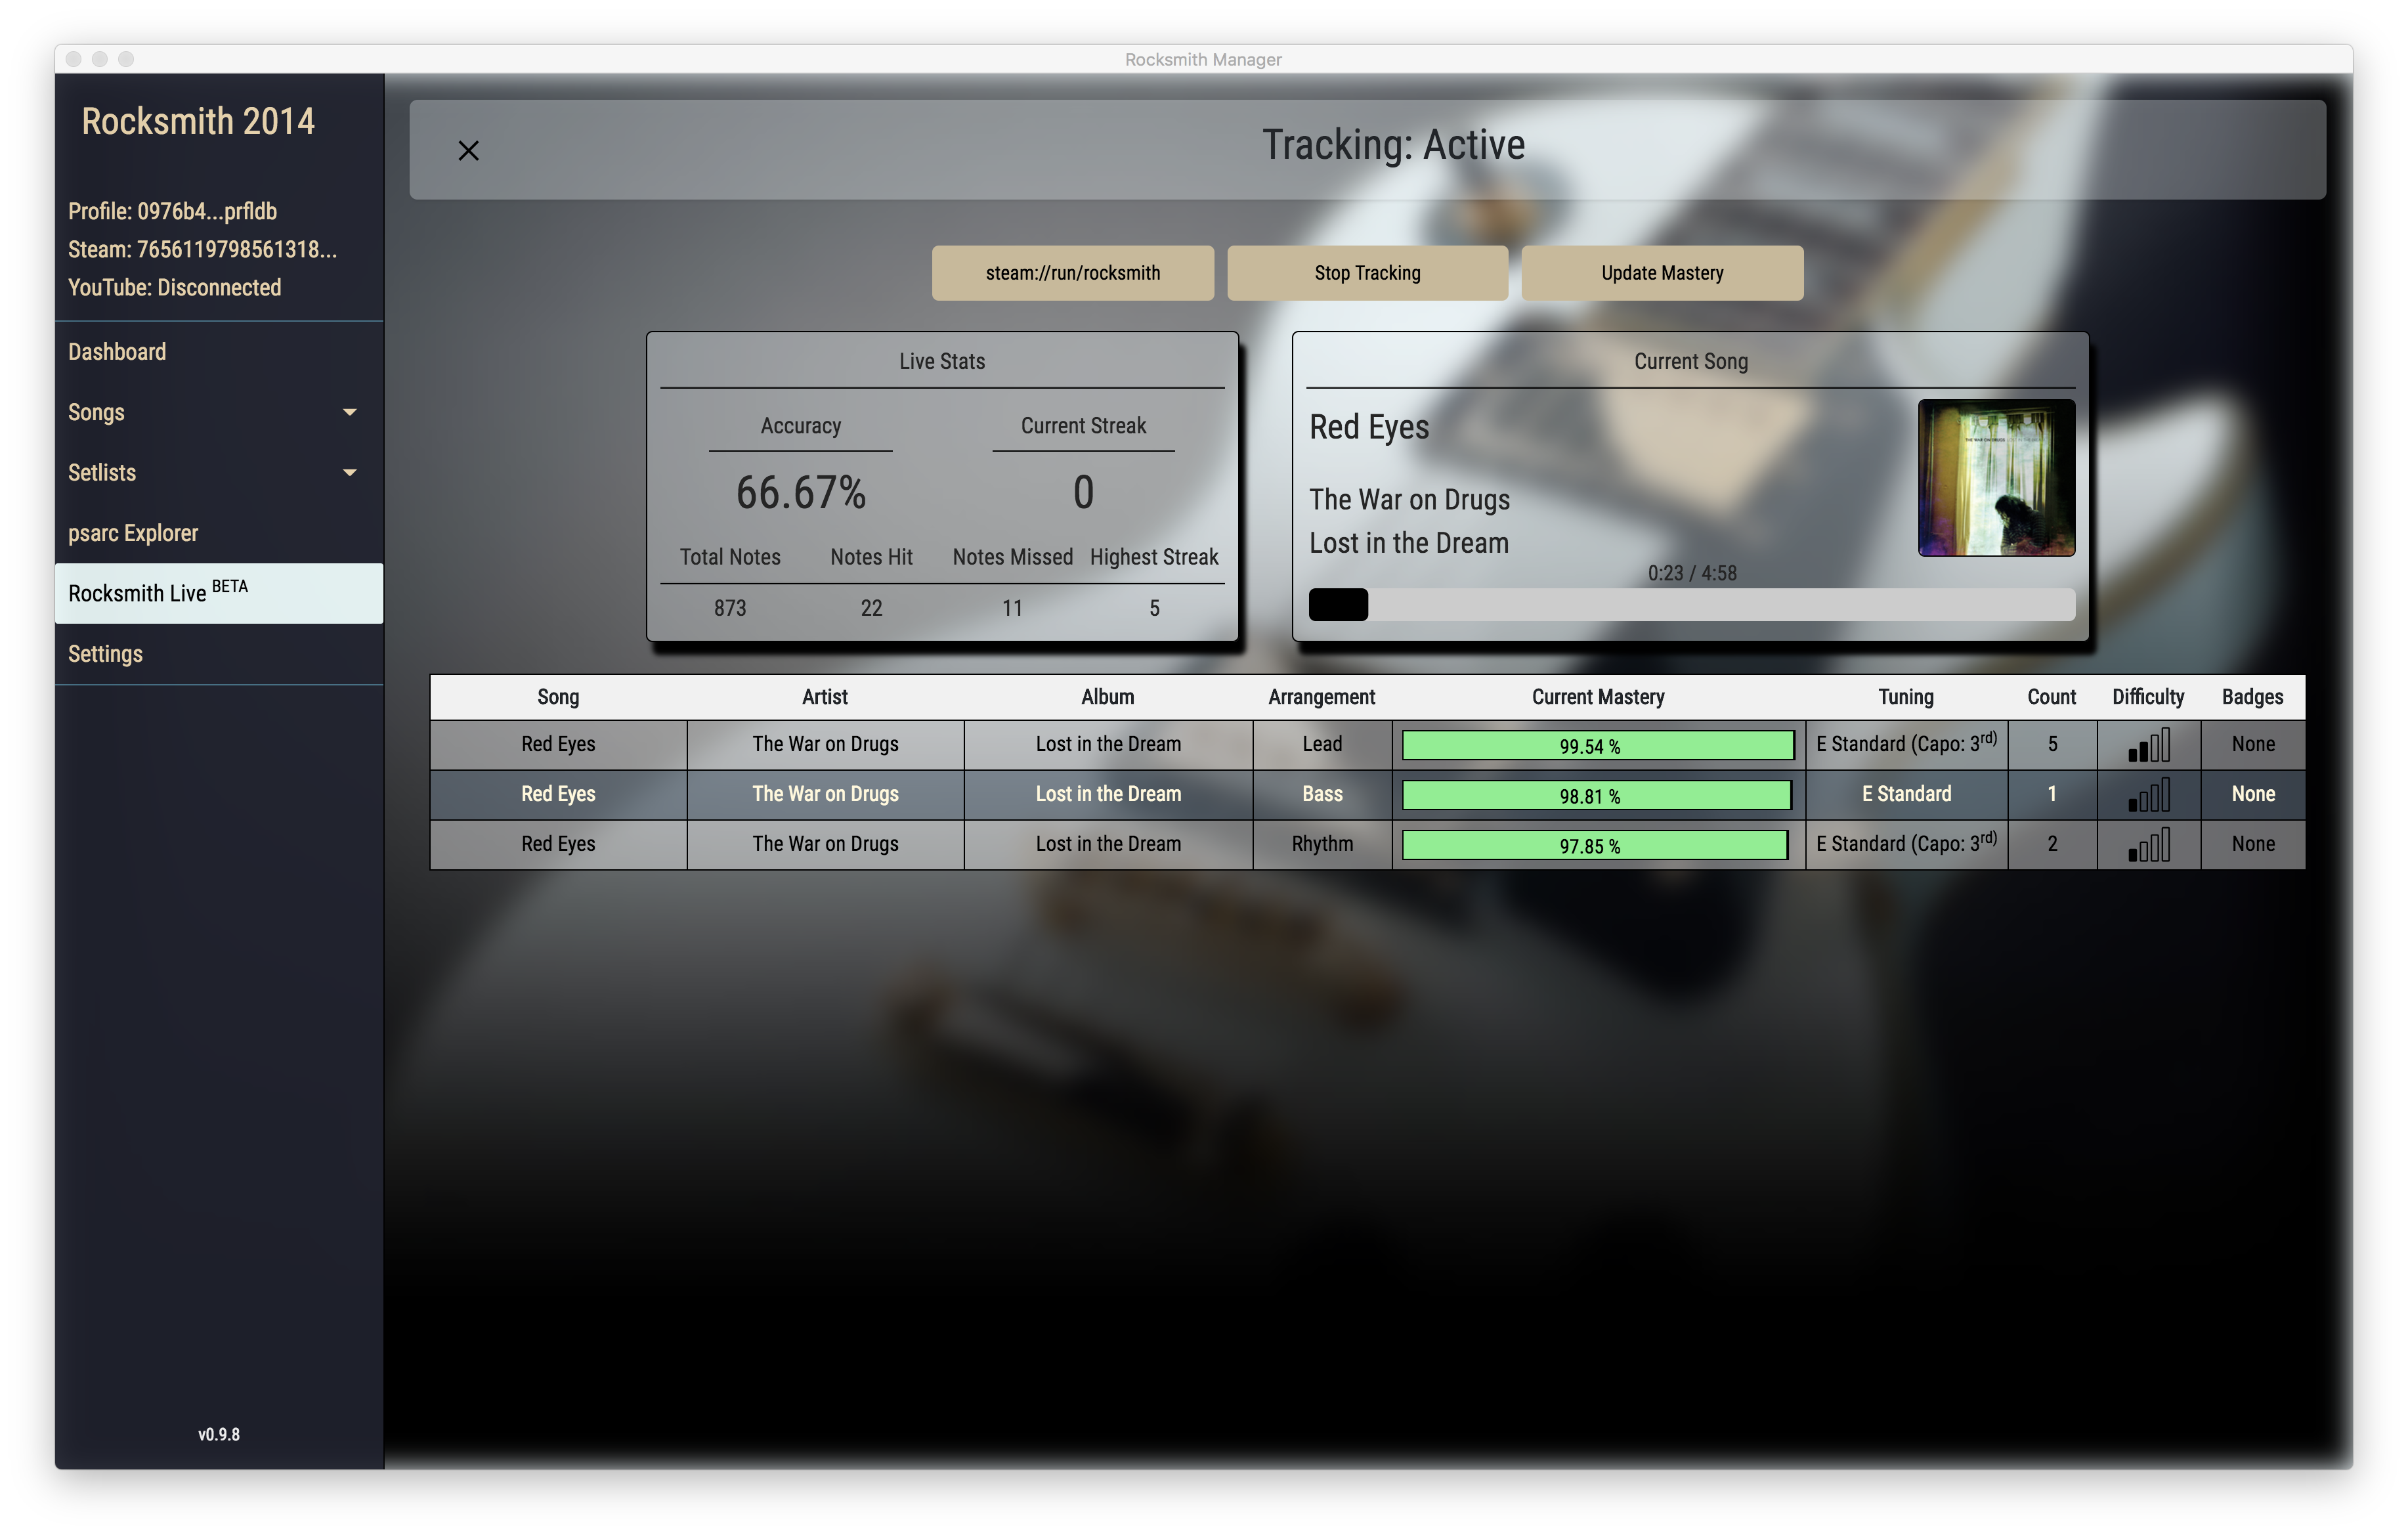 Rocksmith Manager
Rocksmith 2014
Profile: 0976b4...prfldb
Steam: 7656119798561318...
YouTube: Disconnected
Dashboard
Songs
Setlists
psarc Explorer
Rocksmith Live BETA
Settings
v0.9.8
Tracking: Active
steam://run/rocksmith Stop Tracking Update Mastery
Live Stats
Accuracy Current Streak
66.67% 0
Total Notes Notes Hit Notes Missed Highest Streak
873 22 11 5
Current Song
Red Eyes
The War on Drugs
Lost in the Dream
0:23 / 4:58
Song Artist Album Arrangement Current Mastery Tuning Count Difficulty Badges
Red Eyes The War on Drugs Lost in the Dream Lead 99.54 % E Standard (Capo: 3rd) 5 None
Red Eyes The War on Drugs Lost in the Dream Bass 98.81 % E Standard 1 None
Red Eyes The War on Drugs Lost in the Dream Rhythm 97.85 % E Standard (Capo: 3rd) 2 None